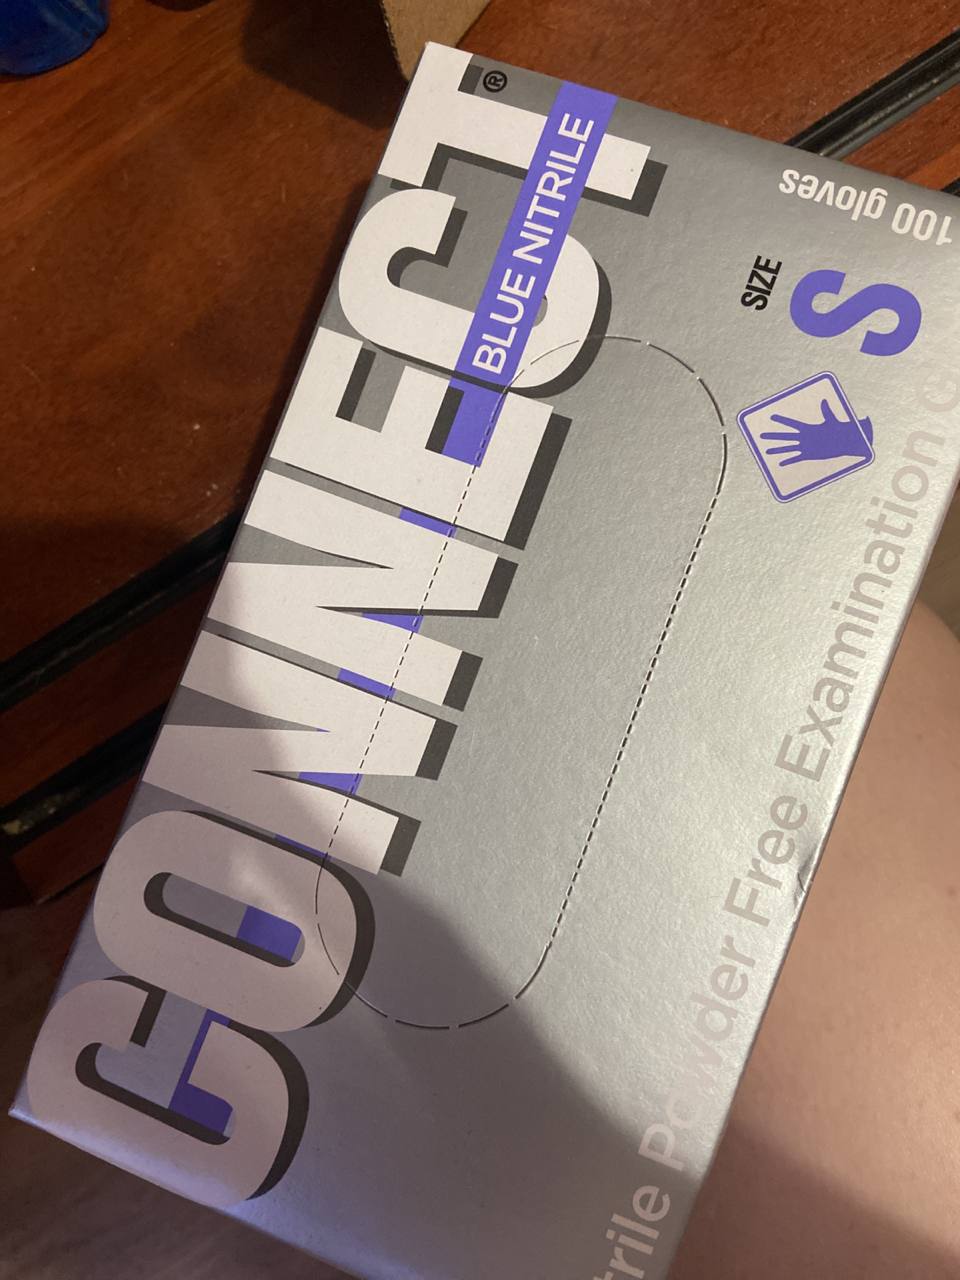 CONNECT®
BLUE NITRILE
100 gloves
SIZE
S
Powder Free Examination